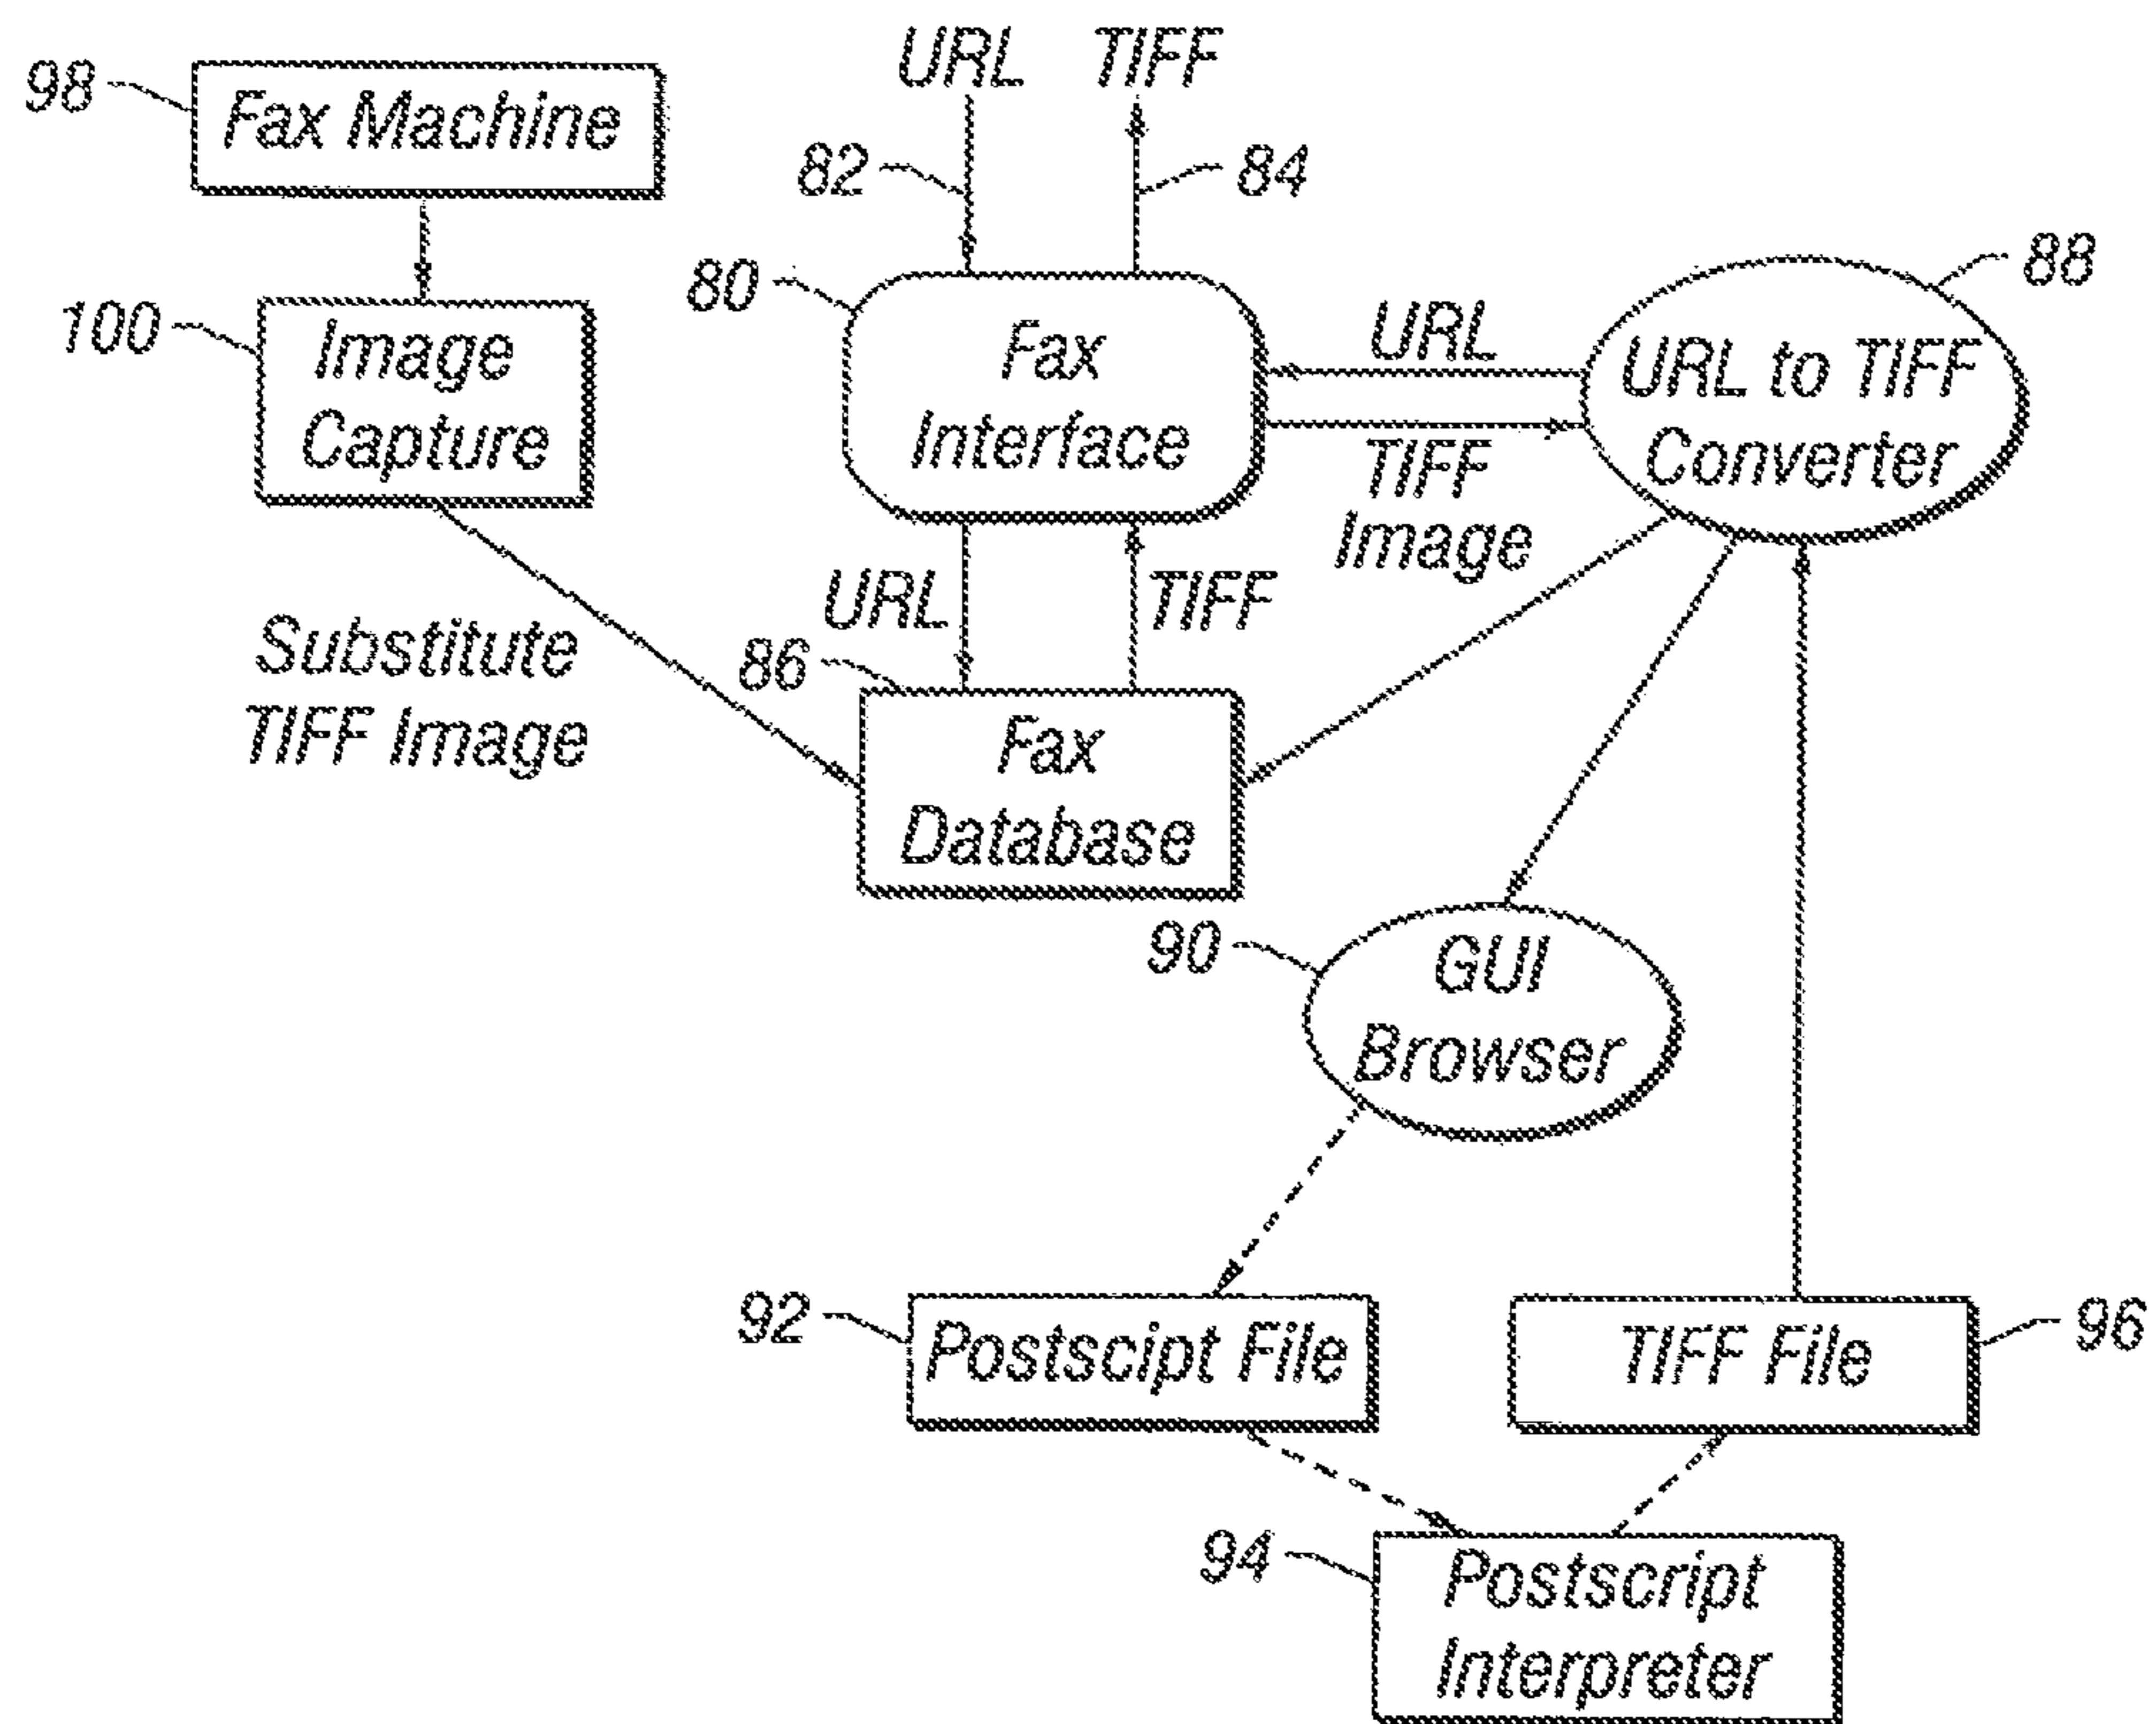 URL TIFF
98
Fax Machine
82
84
80
88
100
Image
Capture
Fax
Interface
URL
TIFF
Image
URL to TIFF
Converter
URL
TIFF
Substitute
TIFF Image
86
Fax
Database
90
GUI
Browser
92
Postscipt File
TIFF File
96
94
Postscript
Interpreter